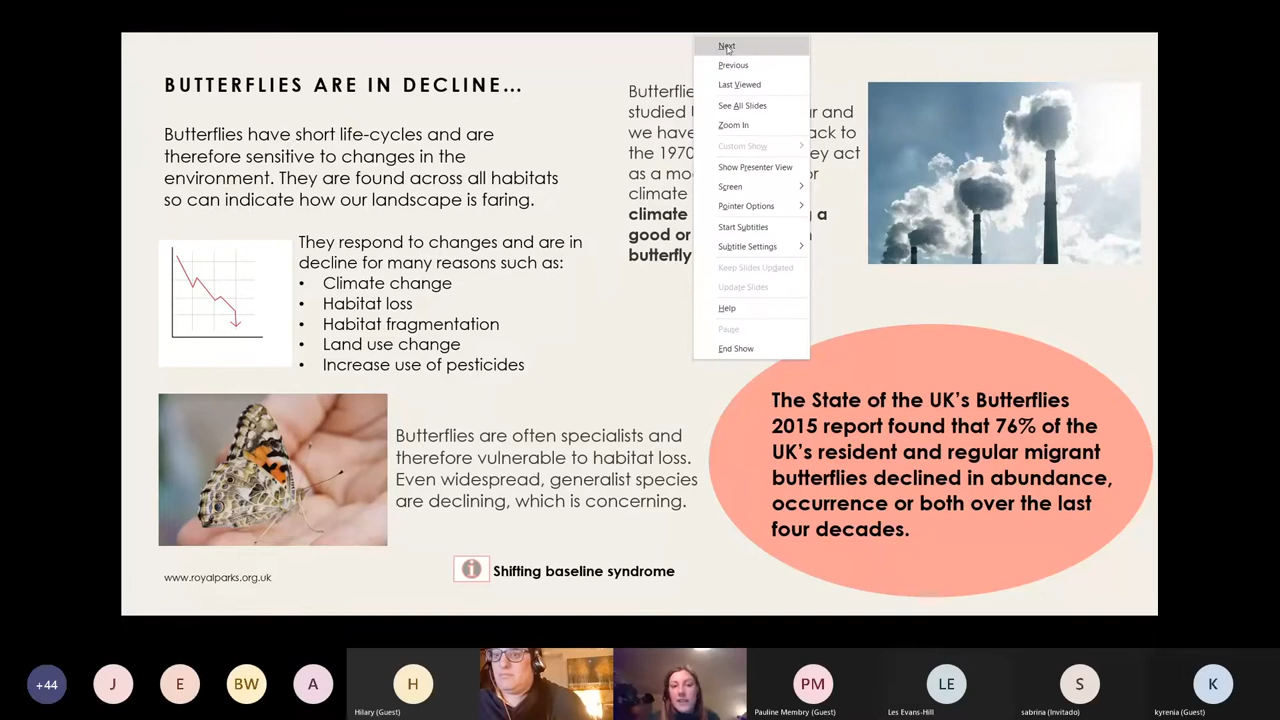 BUTTERFLIES ARE IN DECLINE...
Butterflies have short life-cycles and are
therefore sensitive to changes in the
environment. They are found across all habitats
so can indicate how our landscape is faring.
They respond to changes and are in
decline for many reasons such as:
• Climate change
• Habitat loss
• Habitat fragmentation
• Land use change
• Increase use of pesticides
Butterflies are often specialists and
therefore vulnerable to habitat loss.
Even widespread, generalist species
are declining, which is concerning.
www.royalparks.org.uk
Shifting baseline syndrome
studied
and
we have
to
the 1970
act
as a
climate
climate a
good or
butterfly
Next
Previous
Last Viewed
See All Slides
Zoom In
Custom Show
Show Presenter View
Screen
Pointer Options
Start Subtitles
Subtitle Settings
Keep Slides Updated
Update Slides
Help
Pause
End Show
The State of the UK's Butterflies
2015 report found that 76% of the
UK's resident and regular migrant
butterflies declined in abundance,
occurrence or both over the last
four decades.
+44
J
E
BW
A
H
Hilary (Guest)
PM
Pauline Membry (Guest)
LE
Les Evans-Hill
S
sabrina (Invitado)
K
kyrenia (Guest)